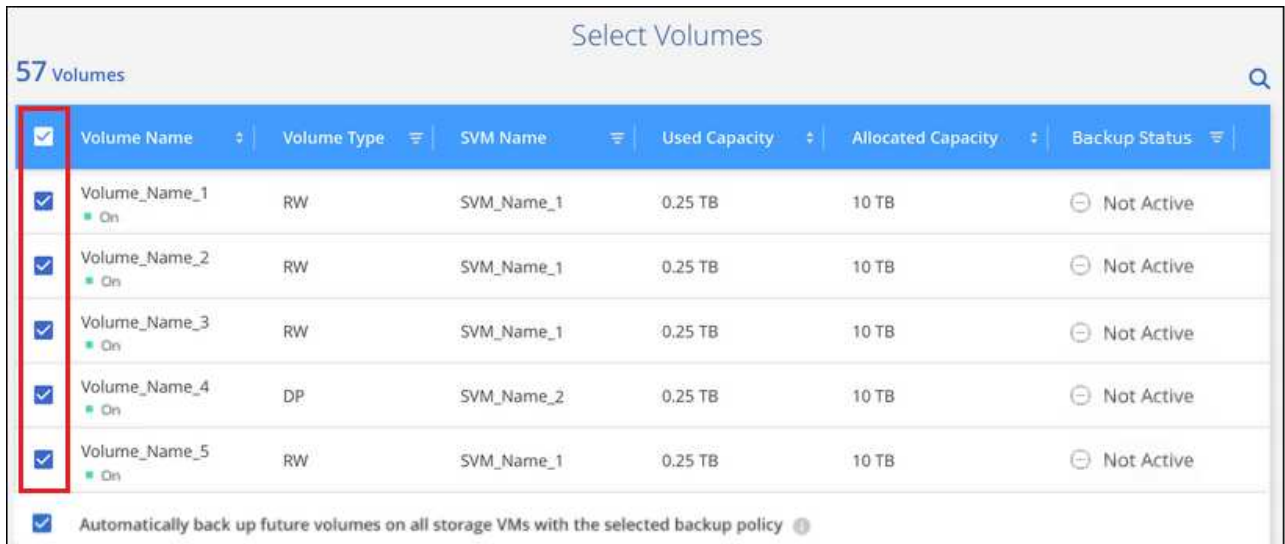 Select Volumes
57 Volumes
Volume Name Volume Type SVM Name Used Capacity Allocated Capacity Backup Status
Volume_Name_1
On
RW SVM_Name_1 0.25 TB 10 TB Not Active
Volume_Name_2
On
RW SVM_Name_1 0.25 TB 10 TB Not Active
Volume_Name_3
On
RW SVM_Name_1 0.25 TB 10 TB Not Active
Volume_Name_4
On
DP SVM_Name_2 0.25 TB 10 TB Not Active
Volume_Name_5
On
RW SVM_Name_1 0.25 TB 10 TB Not Active
Automatically back up future volumes on all storage VMs with the selected backup policy